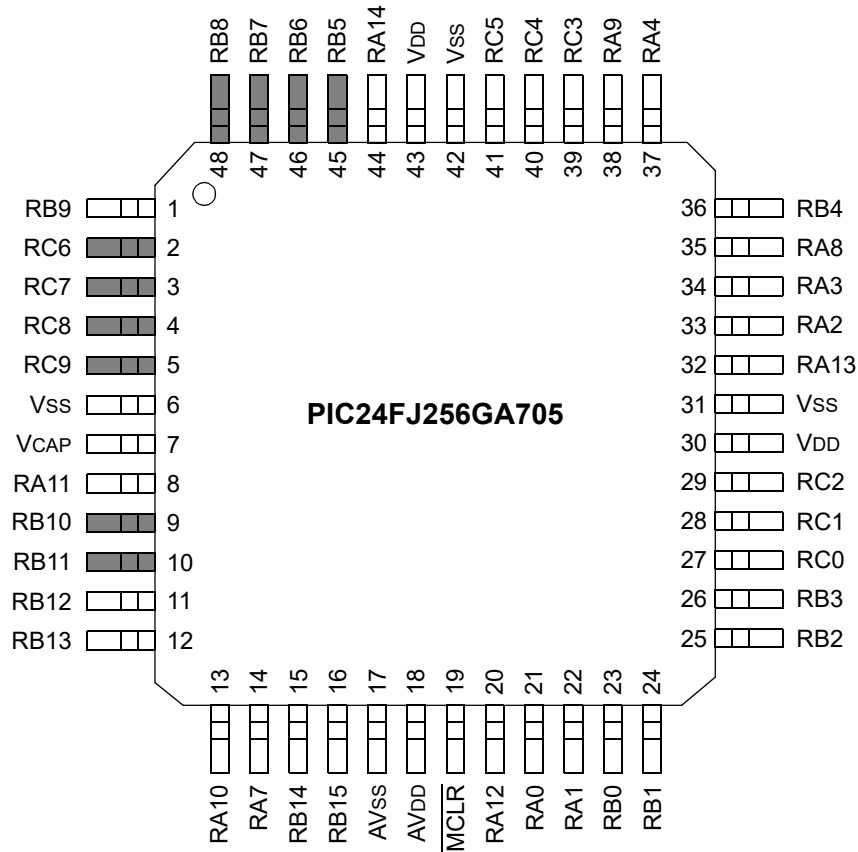 RB8 RB7 RB6 RB5 RA14 VDD VSS RC5 RC4 RC3 RA9 RA4
48 47 46 45 44 43 42 41 40 39 38 37
RB9 1 36 RB4
RC6 2 35 RA8
RC7 3 34 RA3
RC8 4 33 RA2
RC9 5 32 RA13
VSS 6 PIC24FJ256GA705 31 VSS
VCAP 7 30 VDD
RA11 8 29 RC2
RB10 9 28 RC1
RB11 10 27 RC0
RB12 11 26 RB3
RB13 12 25 RB2
13 14 15 16 17 18 19 20 21 22 23 24
RA10 RA7 RB14 RB15 AVSS AVDD MCLR RA12 RA0 RA1 RB0 RB1